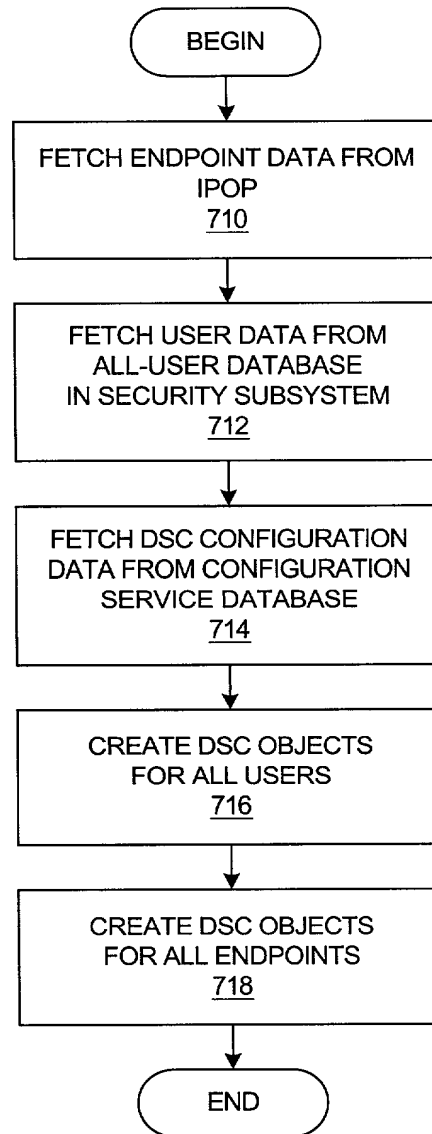 BEGIN
FETCH ENDPOINT DATA FROM
IPOP
710
FETCH USER DATA FROM
ALL-USER DATABASE
IN SECURITY SUBSYSTEM
712
FETCH DSC CONFIGURATION
DATA FROM CONFIGURATION
SERVICE DATABASE
714
CREATE DSC OBJECTS
FOR ALL USERS
716
CREATE DSC OBJECTS
FOR ALL ENDPOINTS
718
END